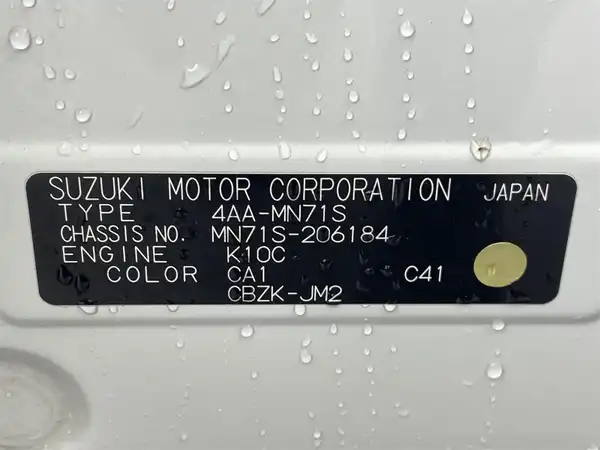 SUZUKI MOTOR CORPORATION JAPAN
TYPE 4AA-MN71S
CHASSIS NO. MN71S-206184
ENGINE K10C
COLOR CA1 C41
CBZK-JM2